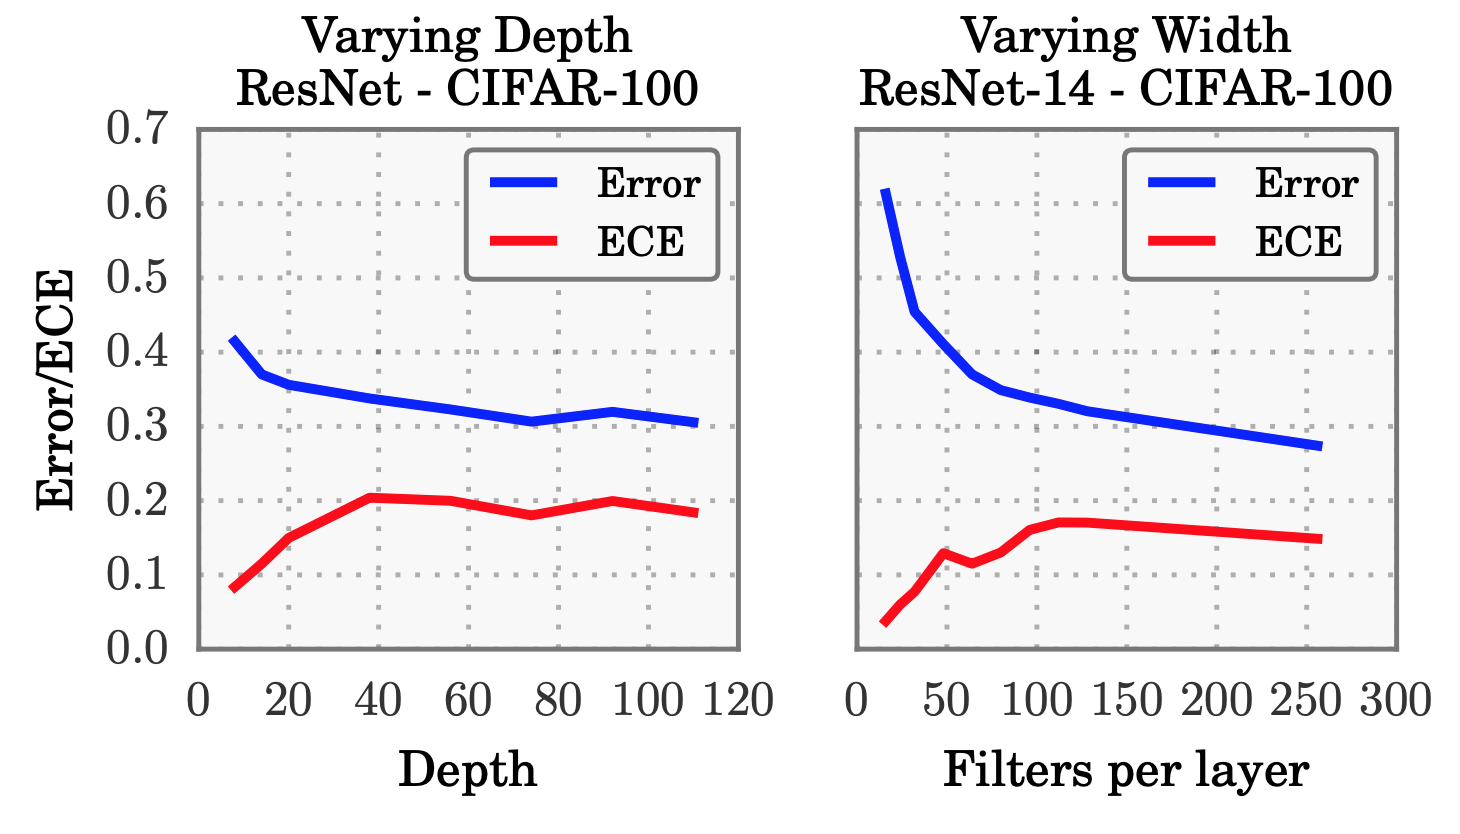 Varying Depth
ResNet - CIFAR-100
Error/ECE
0.7
0.6
0.5
0.4
0.3
0.2
0.1
0.0
Error
ECE
0 20 40 60 80 100 120
Depth
Varying Width
ResNet-14 - CIFAR-100
Error
ECE
0 50 100 150 200 250 300
Filters per layer